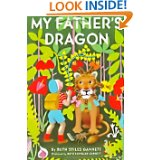 MY FATHER'S
DRAGON
By RUTH STILES GANNETT